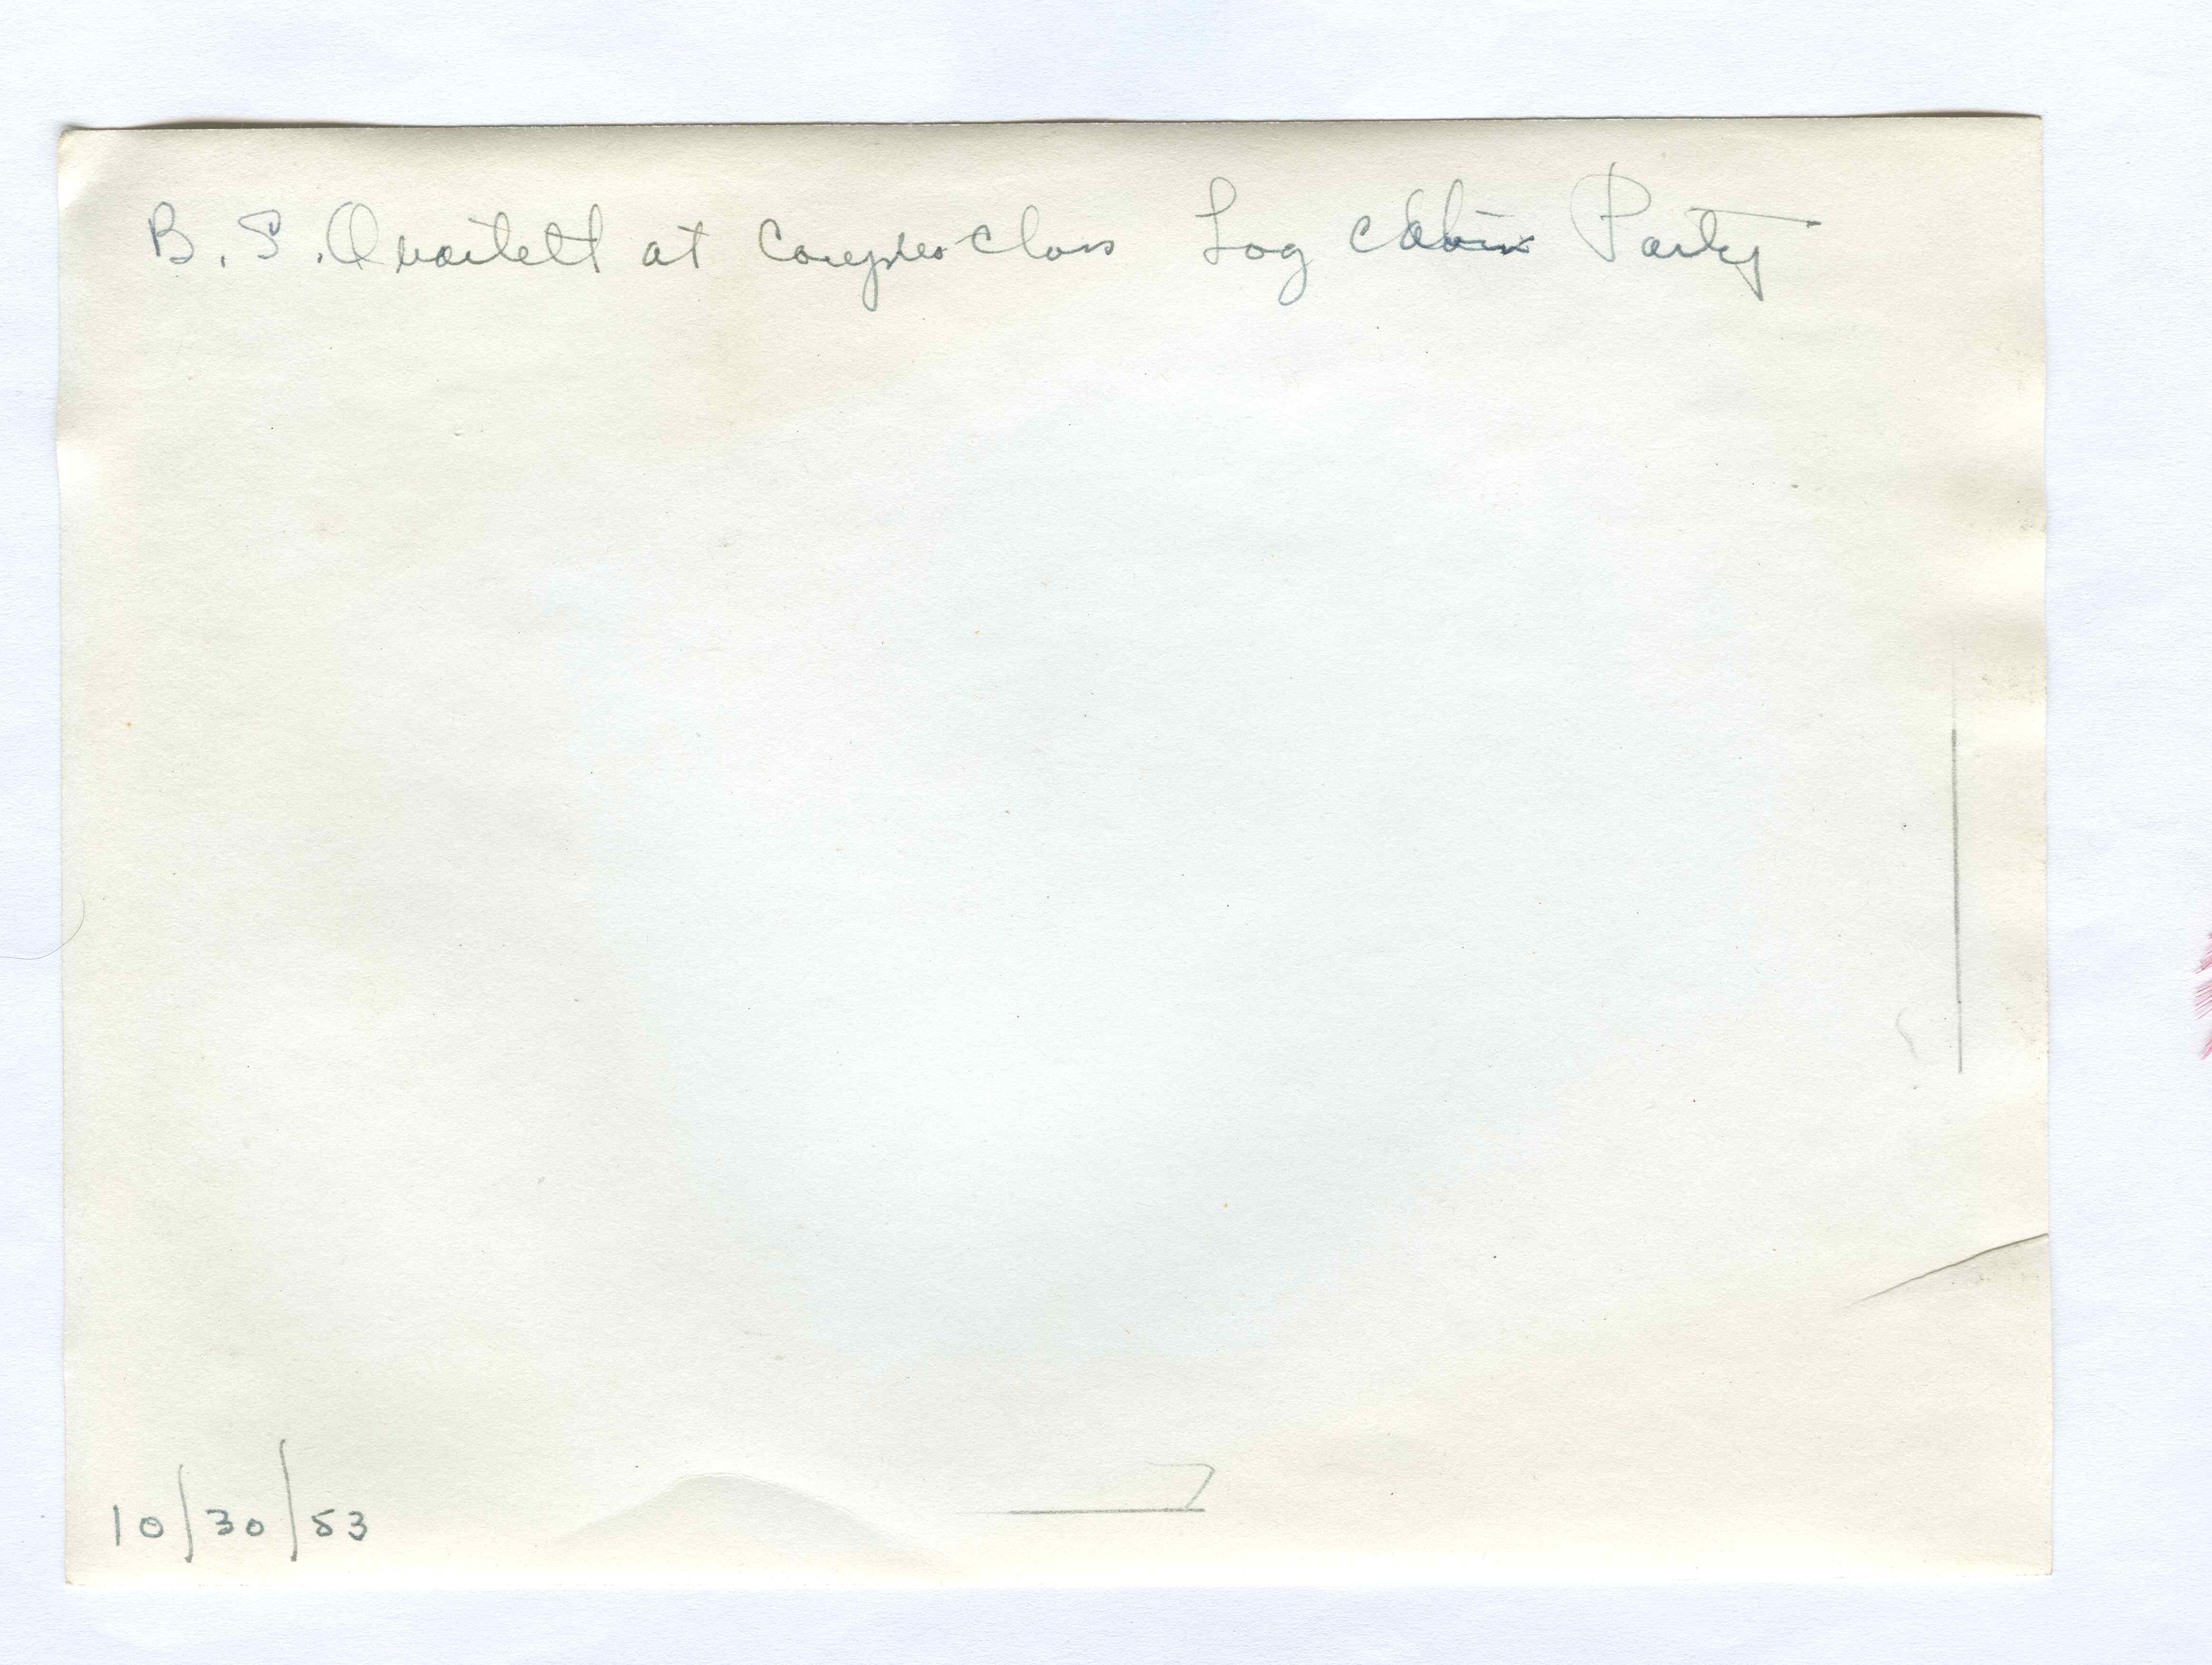 B. S. Quartett at Couples Class Log Cabin Party
10/30/53